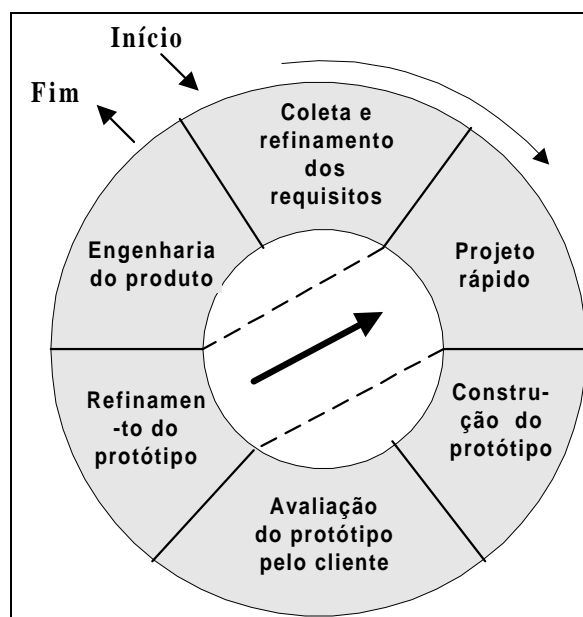 Início
Fim
Coleta e
refinamento
dos
requisitos
Projeto
rápido
Constru-
ção do
protótipo
Avaliação
do protótipo
pelo cliente
Refinamen
-to do
protótipo
Engenharia
do produto